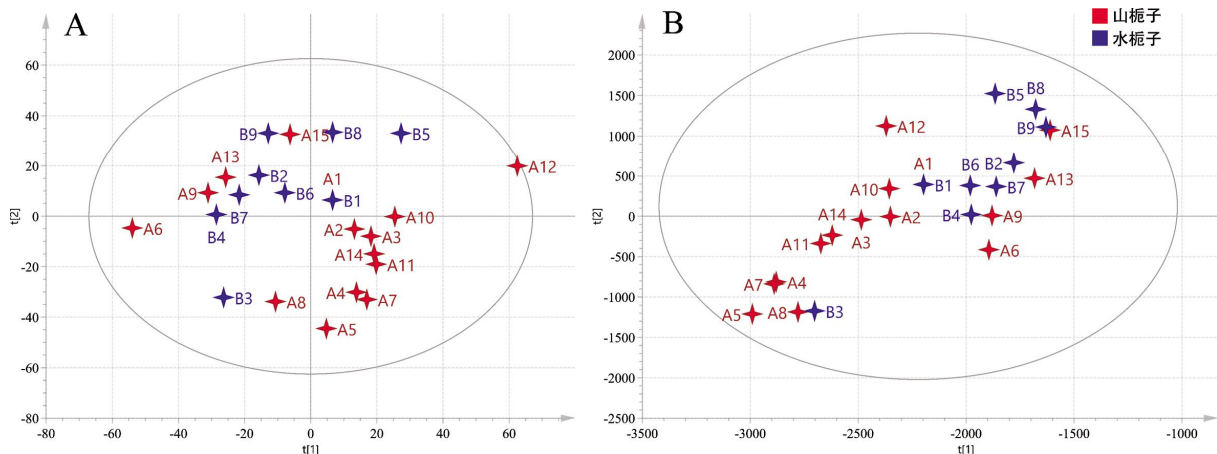 A
B
山栀子
水栀子
60
40
20
0
-20
-40
-60
-80
t[2]
-80
-60
-40
-20
0
20
40
60
t[1]
B9
A15
B8
B5
A13
A12
B2
A1
A9
B6
B1
B7
A10
B4
A6
A2
A3
A14
A11
B3
A8
A4
A7
A5
2000
1500
1000
500
0
-500
-1000
-1500
-2000
-2500
t[2]
-3500
-3000
-2500
-2000
-1500
-1000
t[1]
B8
B5
A12
B9
A15
A1
B6
B2
A13
A10
B1
B7
A14
A2
B4
A9
A11
A3
A6
A7
A4
A5
A8
B3